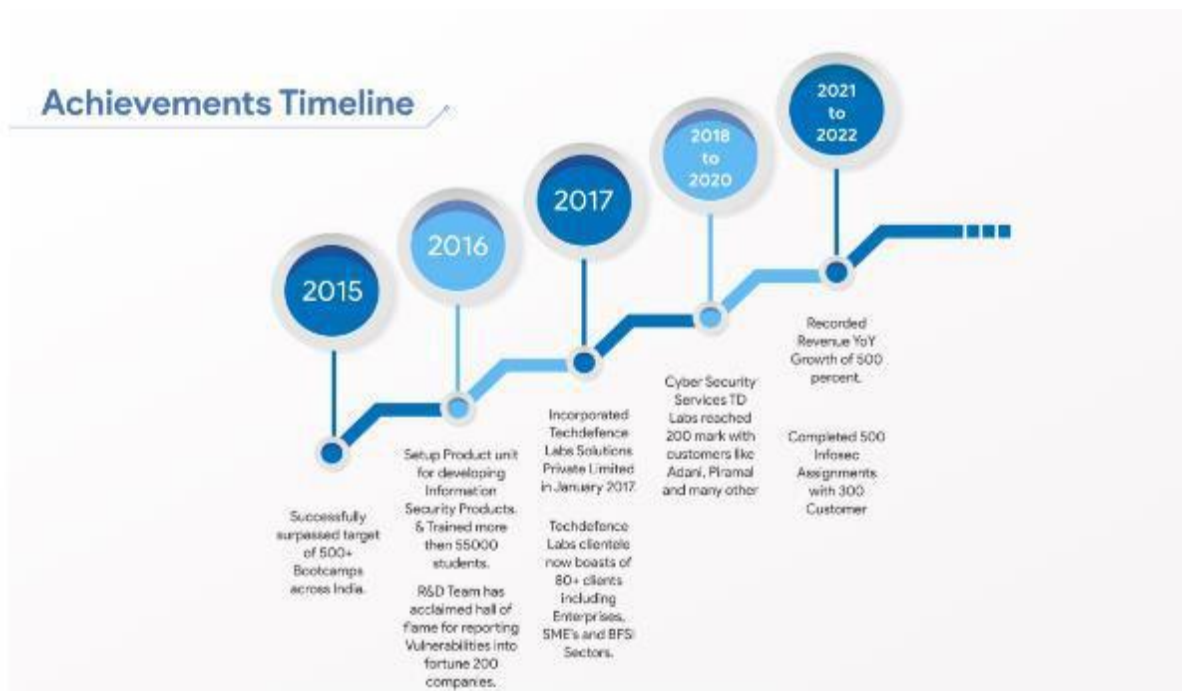 Achievements Timeline
2015
Successfully
surpassed target
of 500+
Bootcamps
across India.
2016
Setup Product unit
for developing
Information
Security Products.
& Trained more
then 55000
students.
R&D Team has
acclaimed hall of
flame for reporting
Vulnerabilities into
fortune 200
companies.
2017
Incorporated
Techdefence
Labs Solutions
Private Limited
in January 2017.
Techdefence
Labs clientele
now boasts of
80+ clients
including
Enterprises,
SME's and BFSI
Sectors.
2018
to
2020
Cyber Security
Services TD
Labs reached
200 mark with
customers like
Adani, Piramal
and many other
2021
to
2022
Recorded
Revenue YoY
Growth of 500
percent.
Completed 500
Infosec
Assignments
with 300
Customer